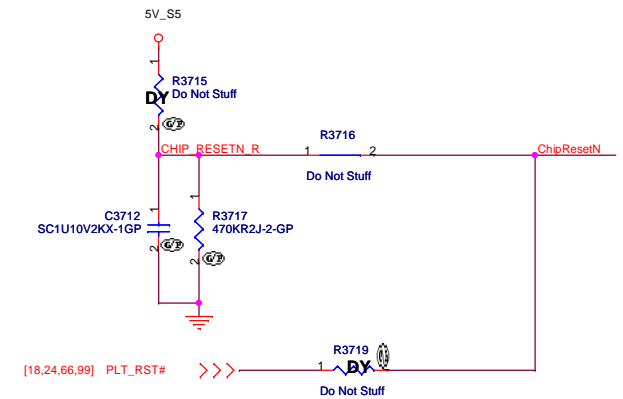 5V_S5
1
R3715
DY Do Not Stuff
2 G/P
CHIP_RESETN_R
R3716
1 2
ChipResetN
Do Not Stuff
1 1
C3712 R3717
SC1U10V2KX-1GP 470KR2J-2-GP
2 G/P
2 G/P
R3719
[18,24,66,99] PLT_RST# 1 DY
Do Not Stuff